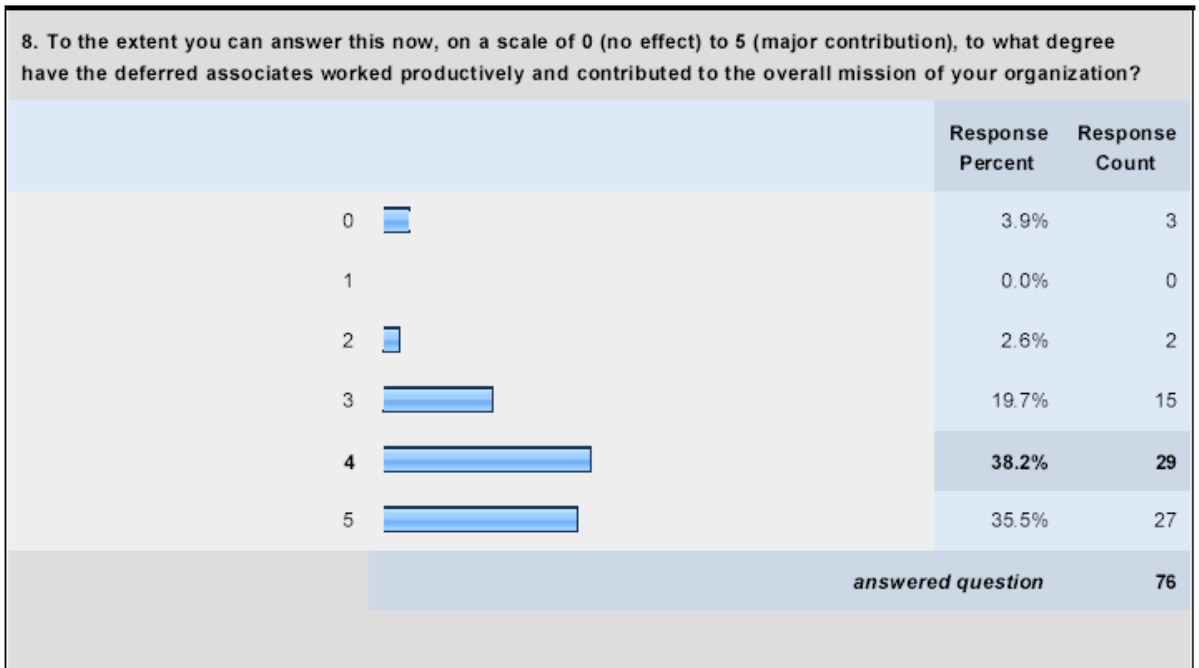 8. To the extent you can answer this now, on a scale of 0 (no effect) to 5 (major contribution), to what degree
have the deferred associates worked productively and contributed to the overall mission of your organization?
Response Response
Percent Count
0 3.9% 3
1 0.0% 0
2 2.6% 2
3 19.7% 15
4 38.2% 29
5 35.5% 27
answered question 76